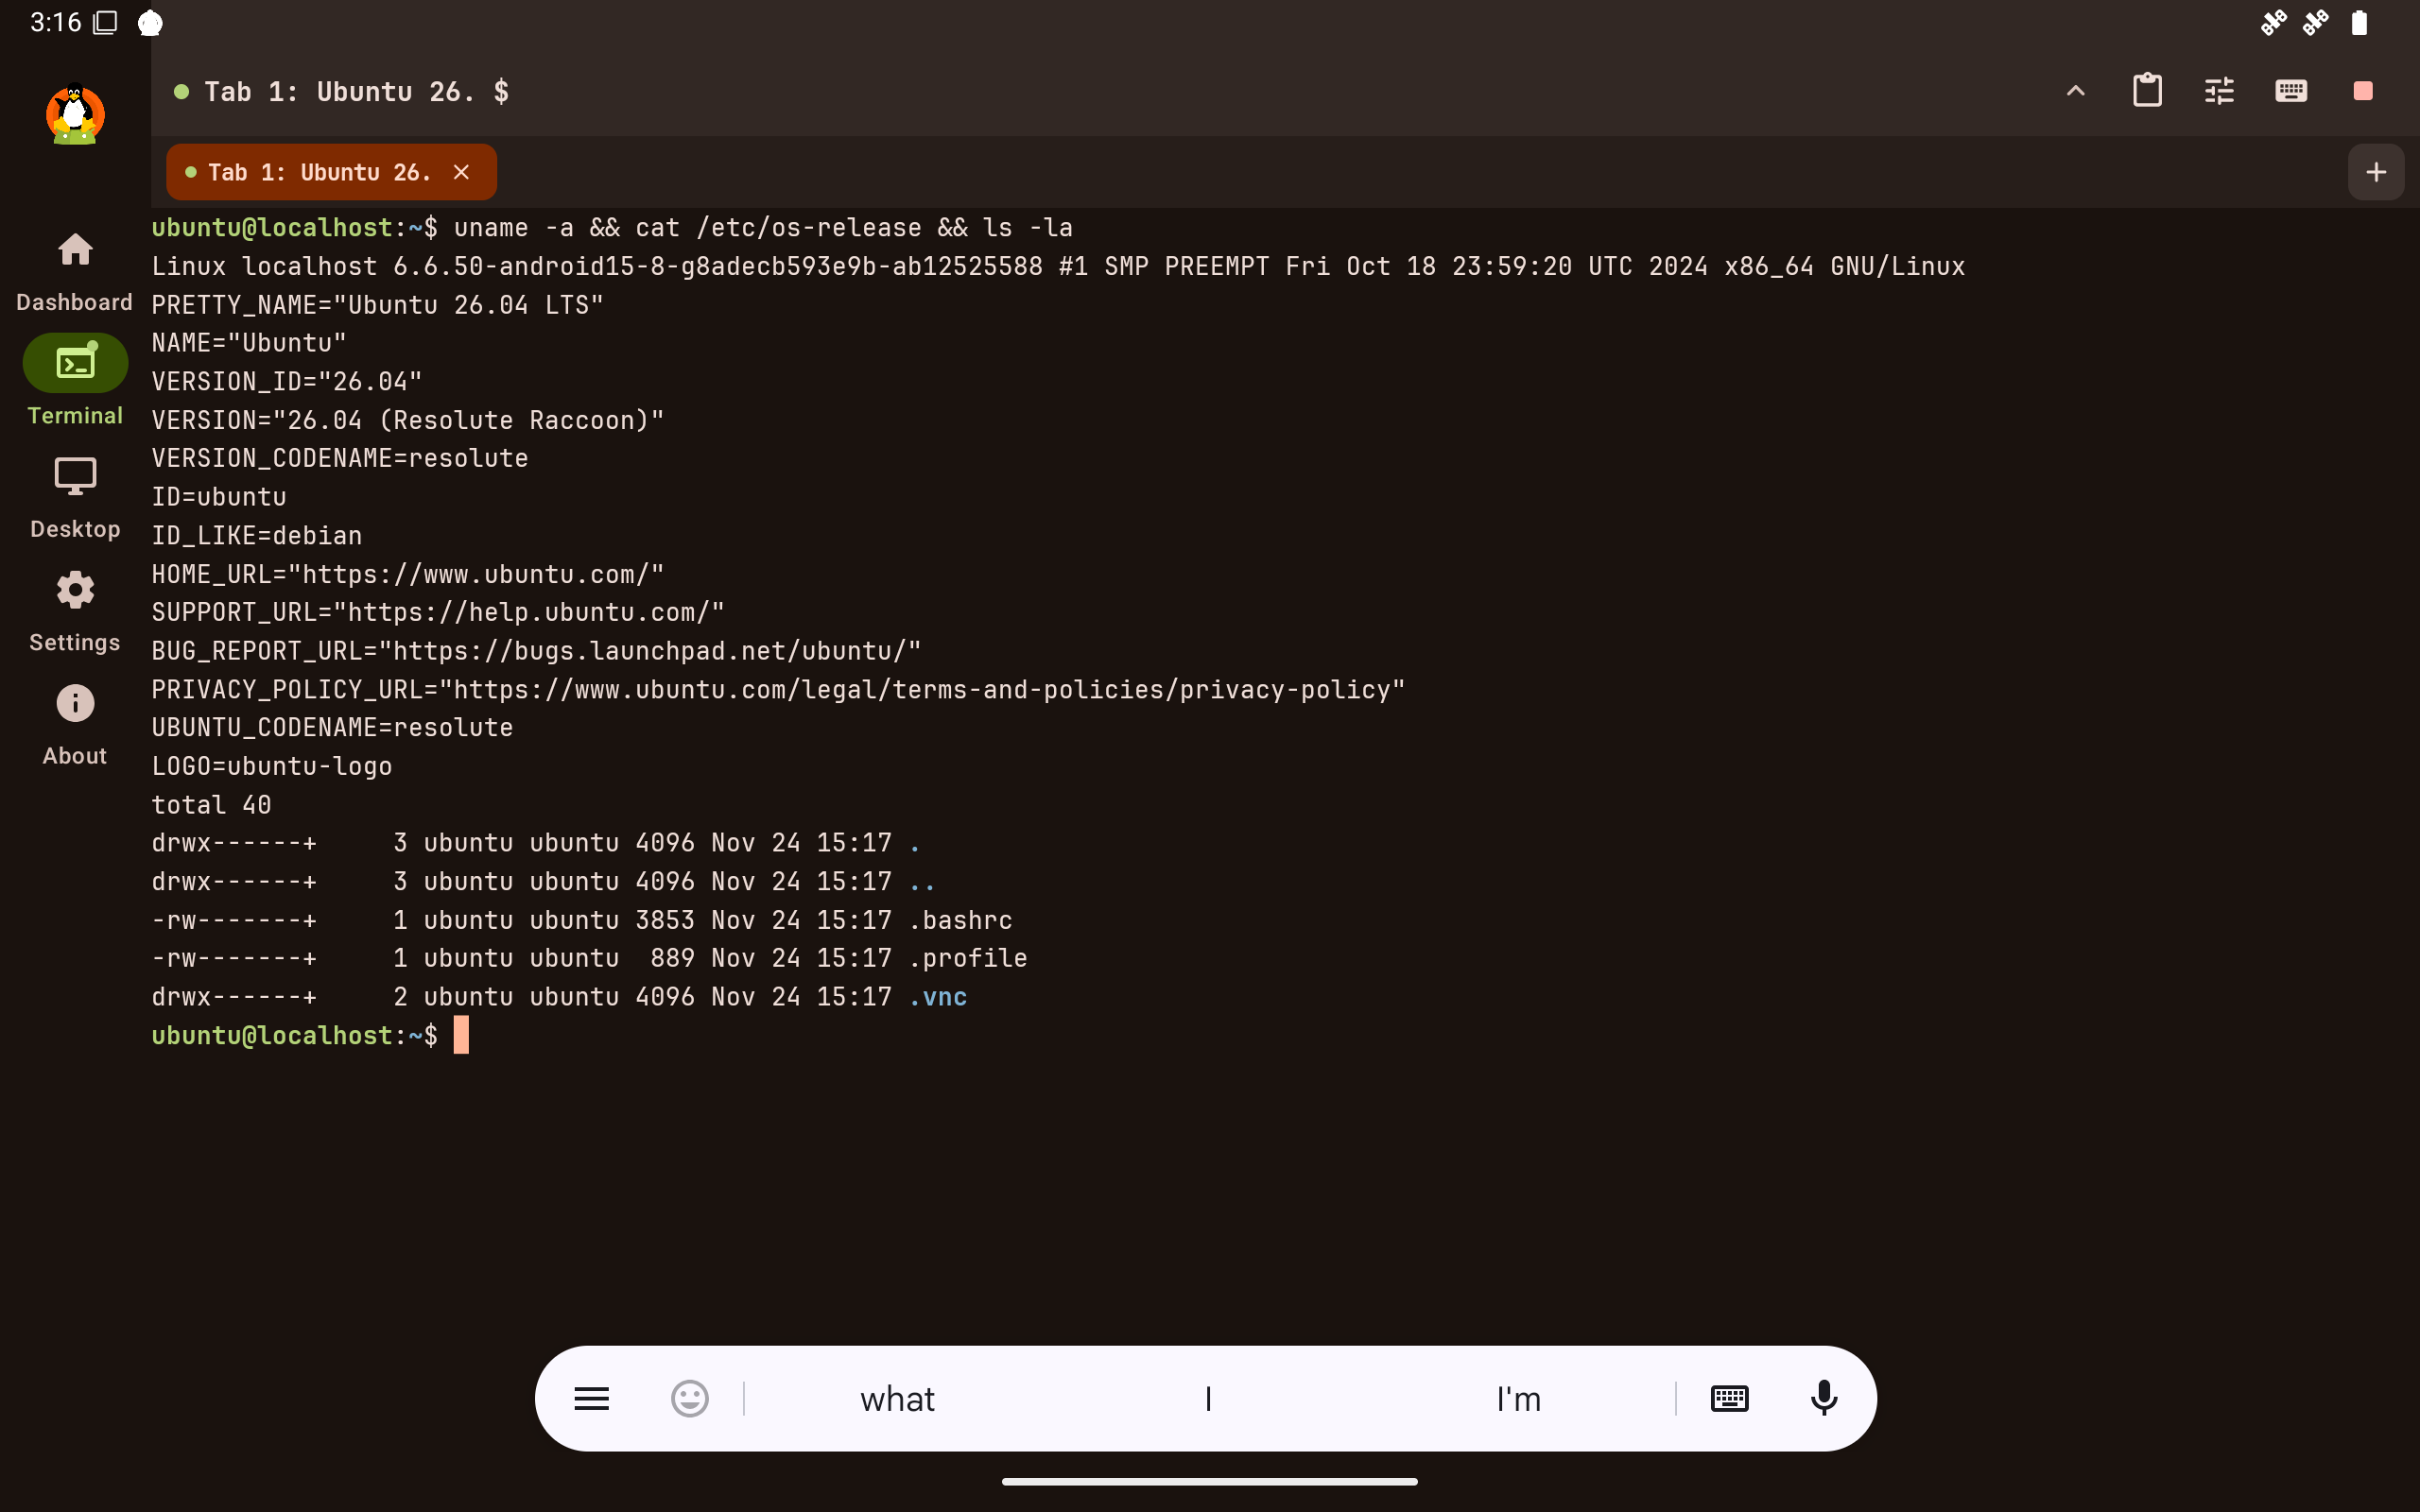 3:16
Tab 1: Ubuntu 26. $
Tab 1: Ubuntu 26.
Dashboard
Terminal
Desktop
Settings
About
ubuntu@localhost:~$ uname -a && cat /etc/os-release && ls -la
Linux localhost 6.6.50-android15-8-g8adecb593e9b-ab12525588 #1 SMP PREEMPT Fri Oct 18 23:59:20 UTC 2024 x86_64 GNU/Linux
PRETTY_NAME="Ubuntu 26.04 LTS"
NAME="Ubuntu"
VERSION_ID="26.04"
VERSION="26.04 (Resolute Raccoon)"
VERSION_CODENAME=resolute
ID=ubuntu
ID_LIKE=debian
HOME_URL="https://www.ubuntu.com/"
SUPPORT_URL="https://help.ubuntu.com/"
BUG_REPORT_URL="https://bugs.launchpad.net/ubuntu/"
PRIVACY_POLICY_URL="https://www.ubuntu.com/legal/terms-and-policies/privacy-policy"
UBUNTU_CODENAME=resolute
LOGO=ubuntu-logo
total 40
drwx------+     3 ubuntu ubuntu 4096 Nov 24 15:17 .
drwx------+     3 ubuntu ubuntu 4096 Nov 24 15:17 ..
-rw-------+     1 ubuntu ubuntu 3853 Nov 24 15:17 .bashrc
-rw-------+     1 ubuntu ubuntu  889 Nov 24 15:17 .profile
drwx------+     2 ubuntu ubuntu 4096 Nov 24 15:17 .vnc
ubuntu@localhost:~$
what I I'm